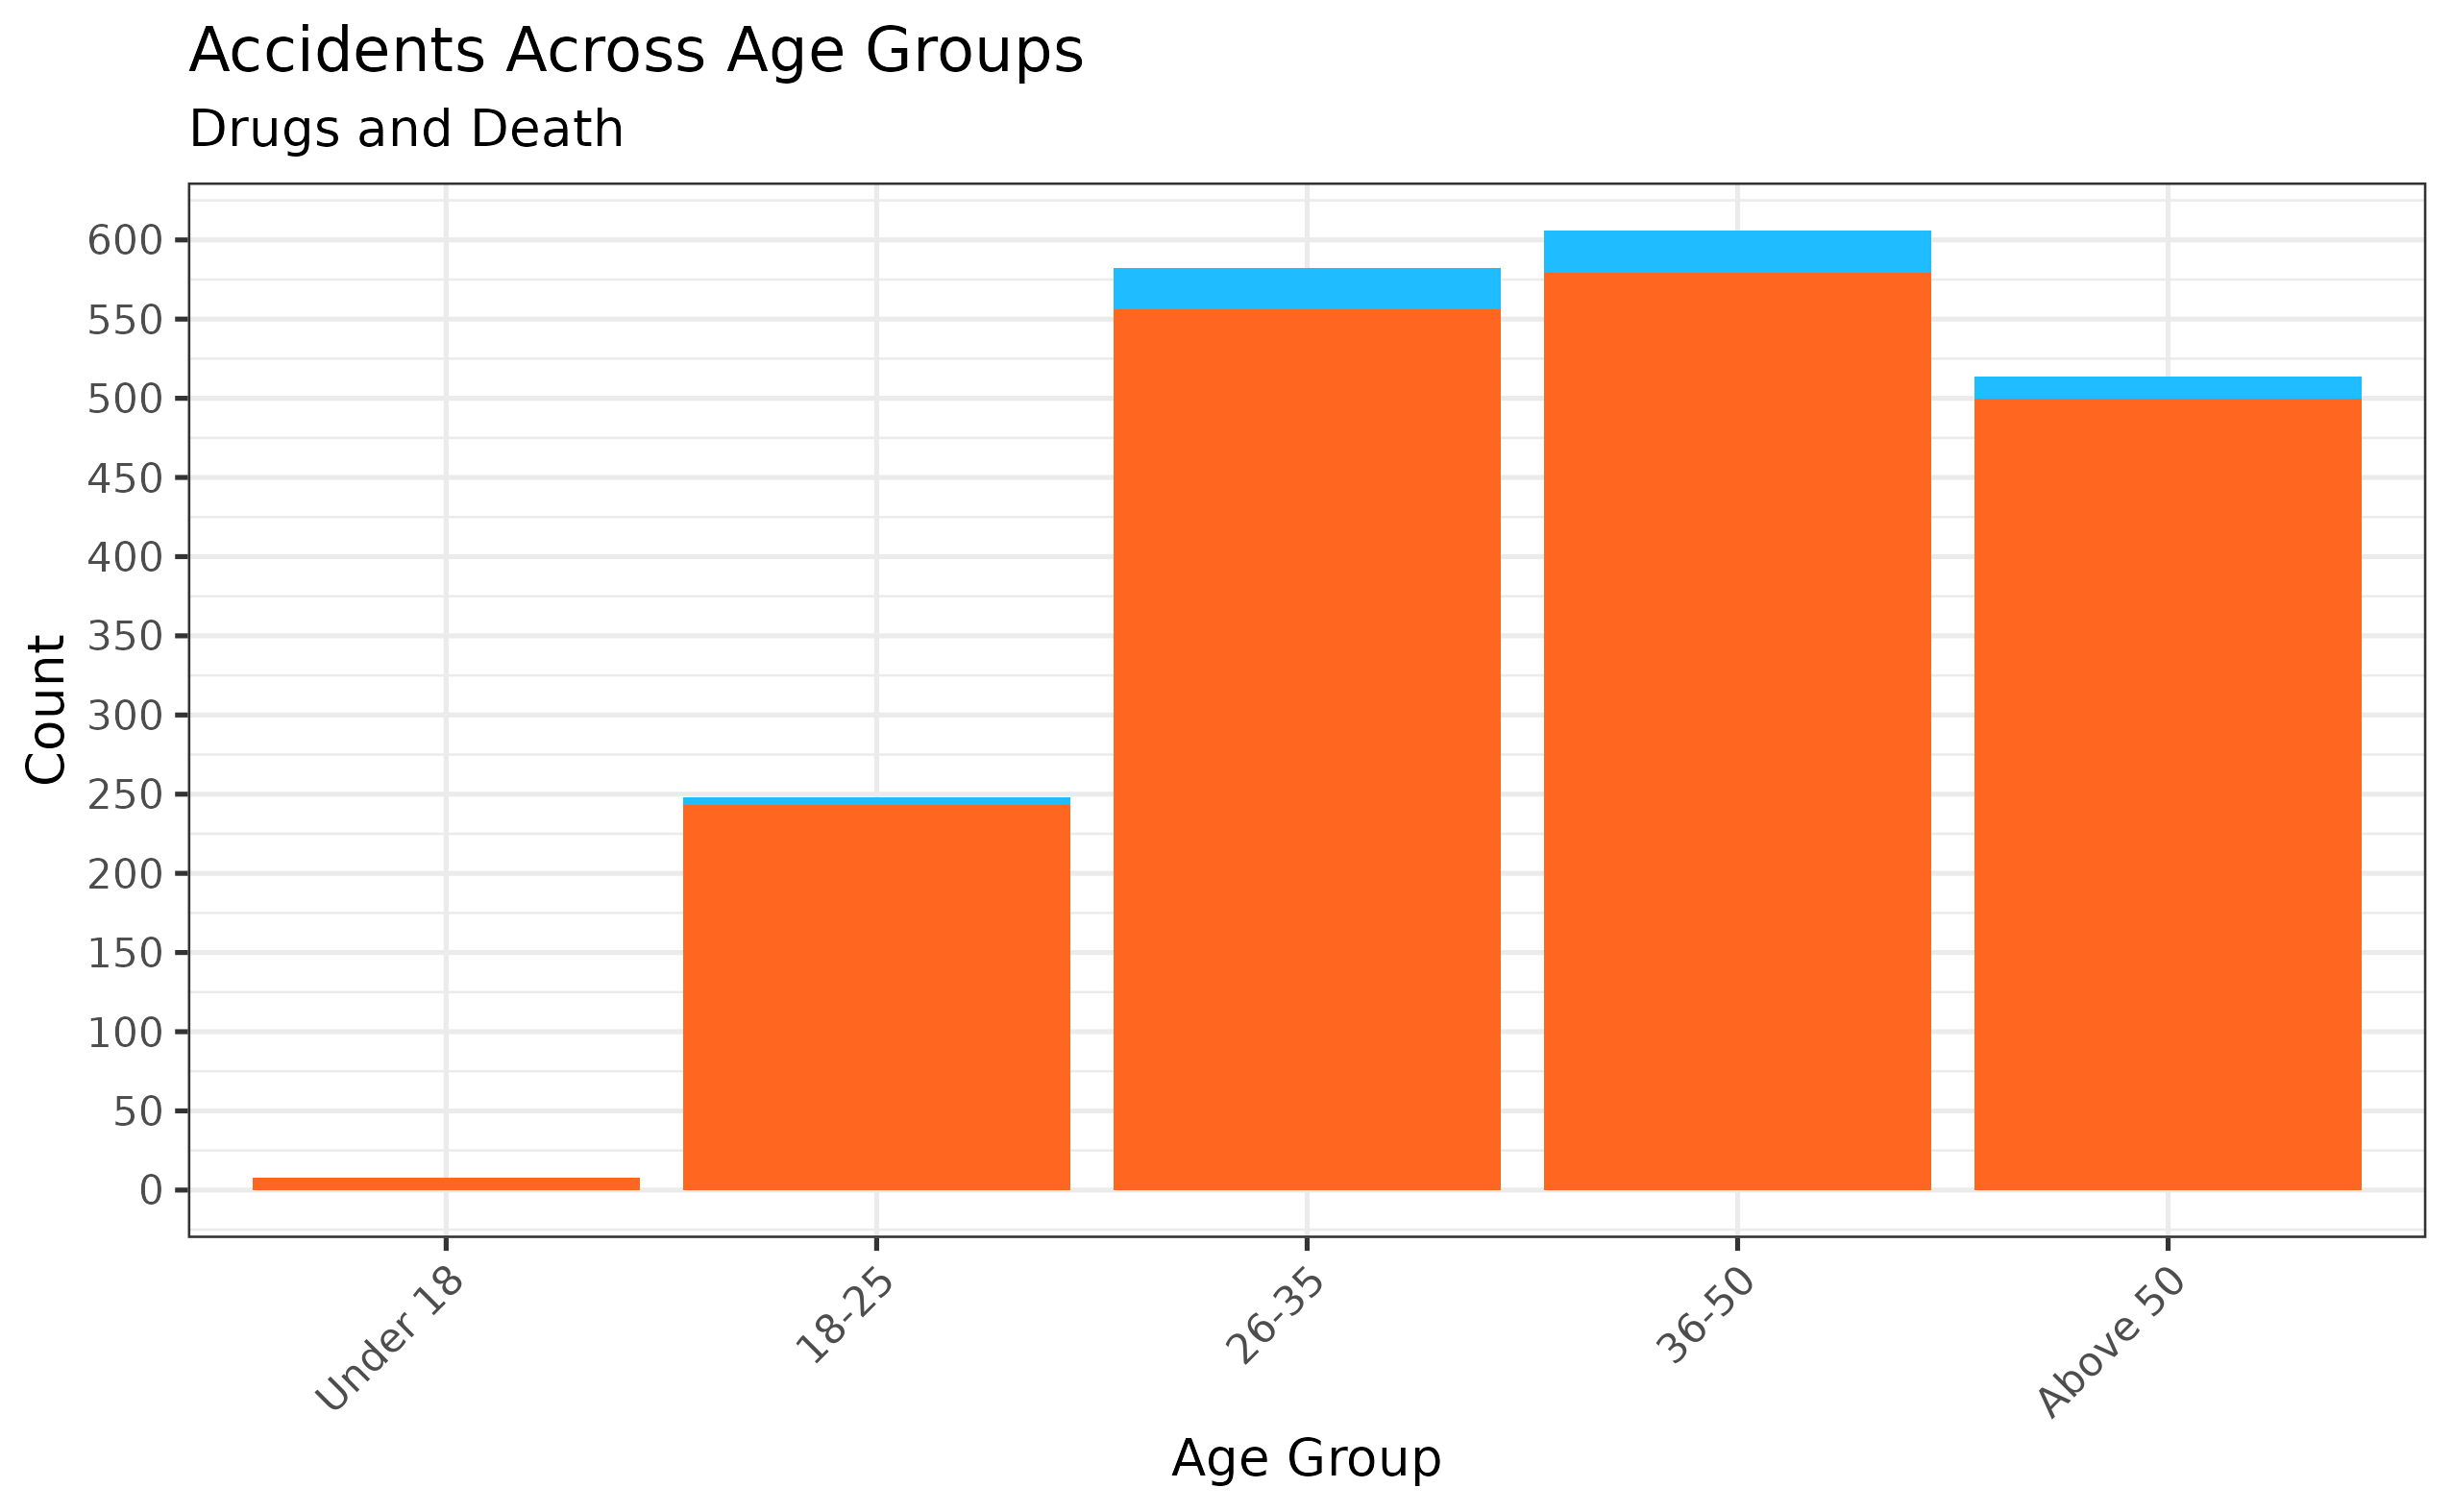 Accidents Across Age Groups
Drugs and Death
600
550
500
450
400
350
300
250
200
150
100
50
0
Count
Under 18
18-25
26-35
36-50
Above 50
Age Group